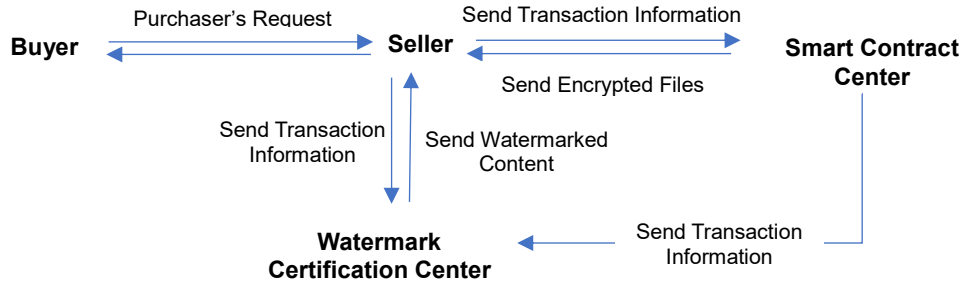 Purchaser's Request
Send Transaction Information
Buyer
Seller
Smart Contract
Center
Send Encrypted Files
Send Transaction
Information
Send Watermarked
Content
Watermark
Certification Center
Send Transaction
Information